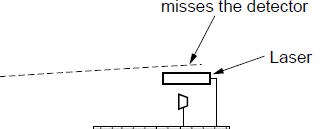 misses the detector
Laser